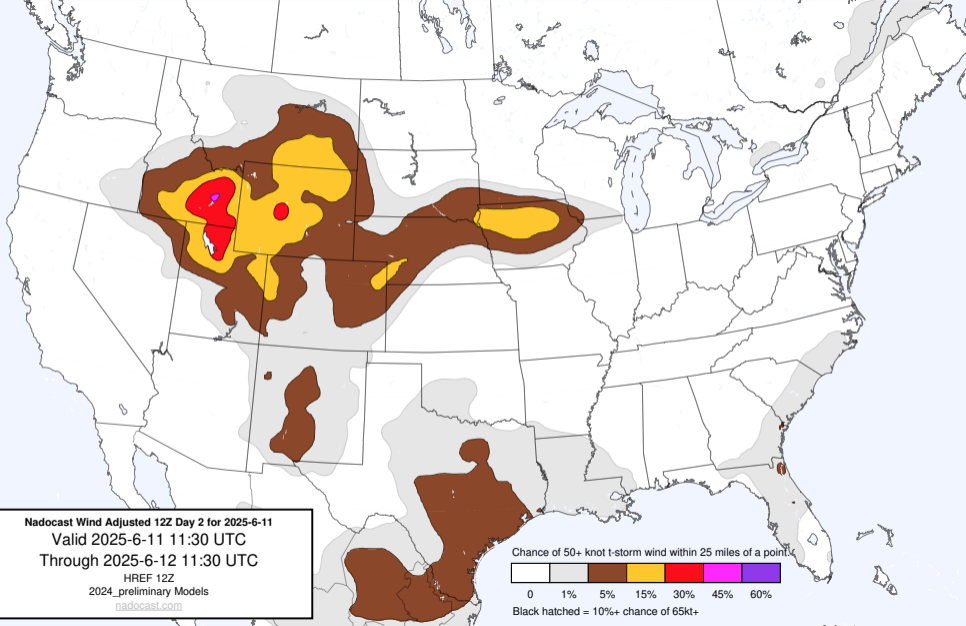 Nadocast Wind Adjusted 12Z Day 2 for 2025-6-11
Valid 2025-6-11 11:30 UTC
Through 2025-6-12 11:30 UTC
HREF 12Z
2024_preliminary Models
nadocast.com
Chance of 50+ knot t-storm wind within 25 miles of a point.
0 1% 5% 15% 30% 45% 60%
Black hatched = 10%+ chance of 65kt+